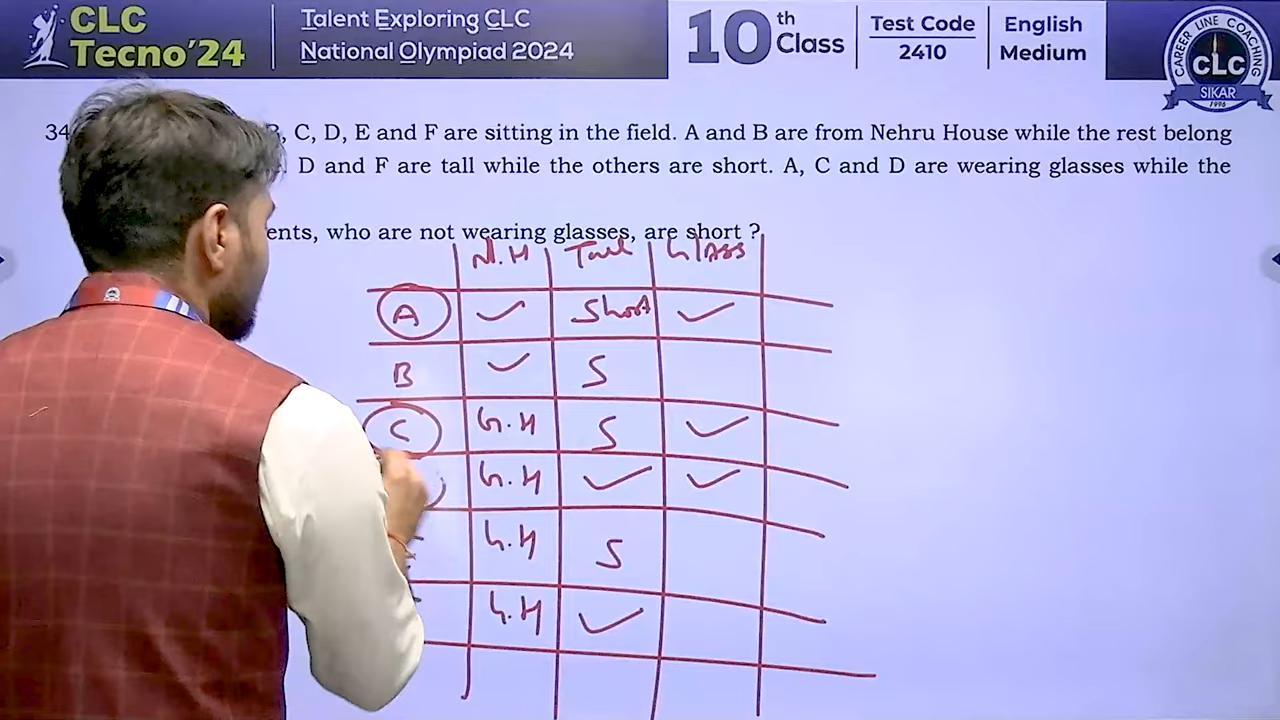 CLC
Tecno'24
Talent Exploring CLC
National Olympiad 2024
10th Class
Test Code
2410
English
Medium
CAREER LINE COACHING
CLC
SIKAR
1996
34
B, C, D, E and F are sitting in the field. A and B are from Nehru House while the rest belong
D and F are tall while the others are short. A, C and D are wearing glasses while the
ents, who are not wearing glasses, are short ?
N.H Tall Glass
A ✓ Short ✓
B ✓ S
C G.H S ✓
G.H ✓ ✓
G.H S
G.H ✓